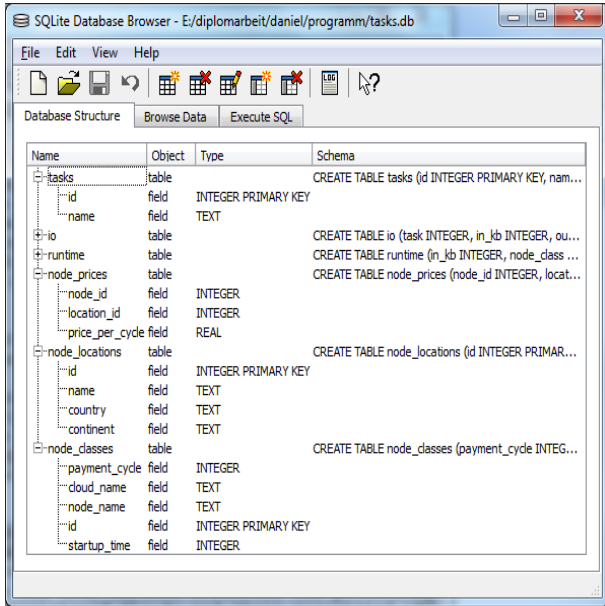 SQLite Database Browser - E:/diplomarbeit/daniel/programm/tasks.db
File Edit View Help
LOG
Database Structure Browse Data Execute SQL
Name Object Type Schema
tasks table CREATE TABLE tasks (id INTEGER PRIMARY KEY, nam...
id field INTEGER PRIMARY KEY
name field TEXT
io table CREATE TABLE io (task INTEGER, in_kb INTEGER, ou...
runtime table CREATE TABLE runtime (in_kb INTEGER, node_class ...
node_prices table CREATE TABLE node_prices (node_id INTEGER, locat...
node_id field INTEGER
location_id field INTEGER
price_per_cycle field REAL
node_locations table CREATE TABLE node_locations (id INTEGER PRIMAR...
id field INTEGER PRIMARY KEY
name field TEXT
country field TEXT
continent field TEXT
node_classes table CREATE TABLE node_classes (payment_cycle INTEG...
payment_cycle field INTEGER
cloud_name field TEXT
node_name field TEXT
id field INTEGER PRIMARY KEY
startup_time field INTEGER